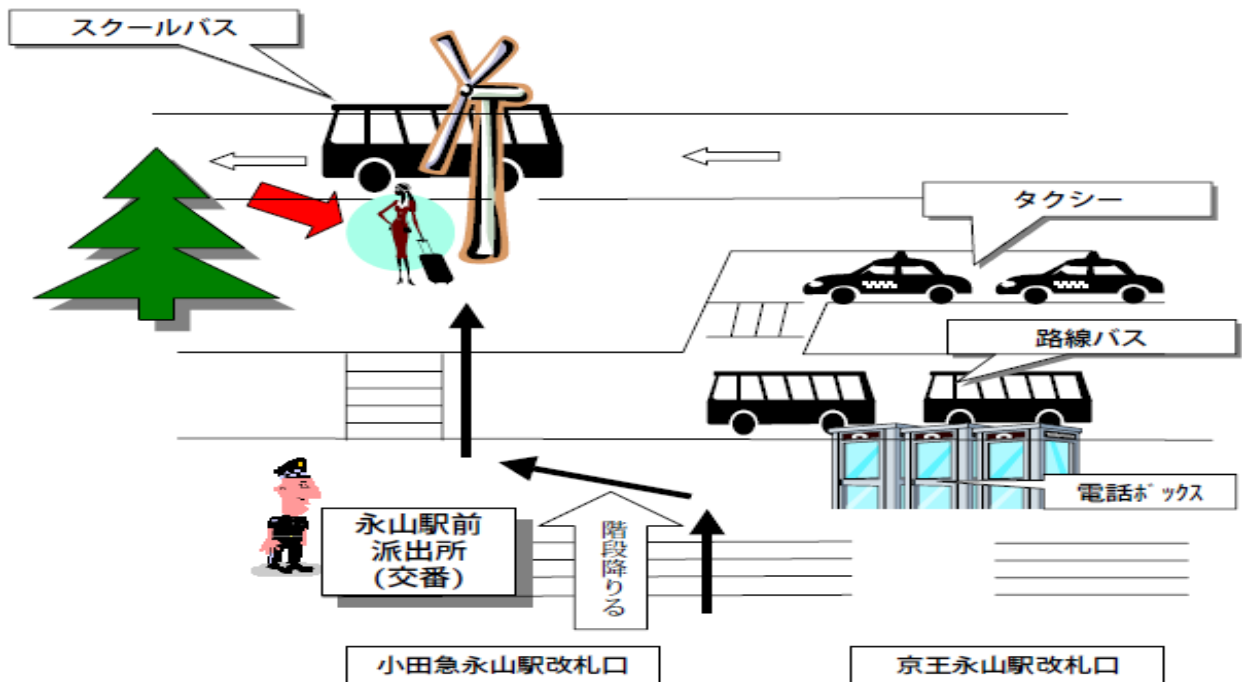 スクールバス
タクシー
路線バス
電話ボックス
永山駅前
派出所
(交番)
階段降りる
小田急永山駅改札口
京王永山駅改札口